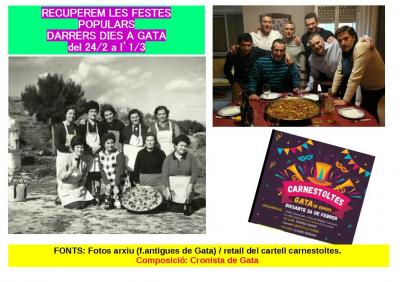 RECUPEREM LES FESTES
POPULARS
DARRERS DIES A GATA
del 24/2 a l' 1/3
CARNESTOLTES
GATA
DISSABTE 26 DE FEBRER
FONTS: Fotos arxiu (f.antigues de Gata) / retall del cartell carnestoltes.
Composició: Cronista de Gata